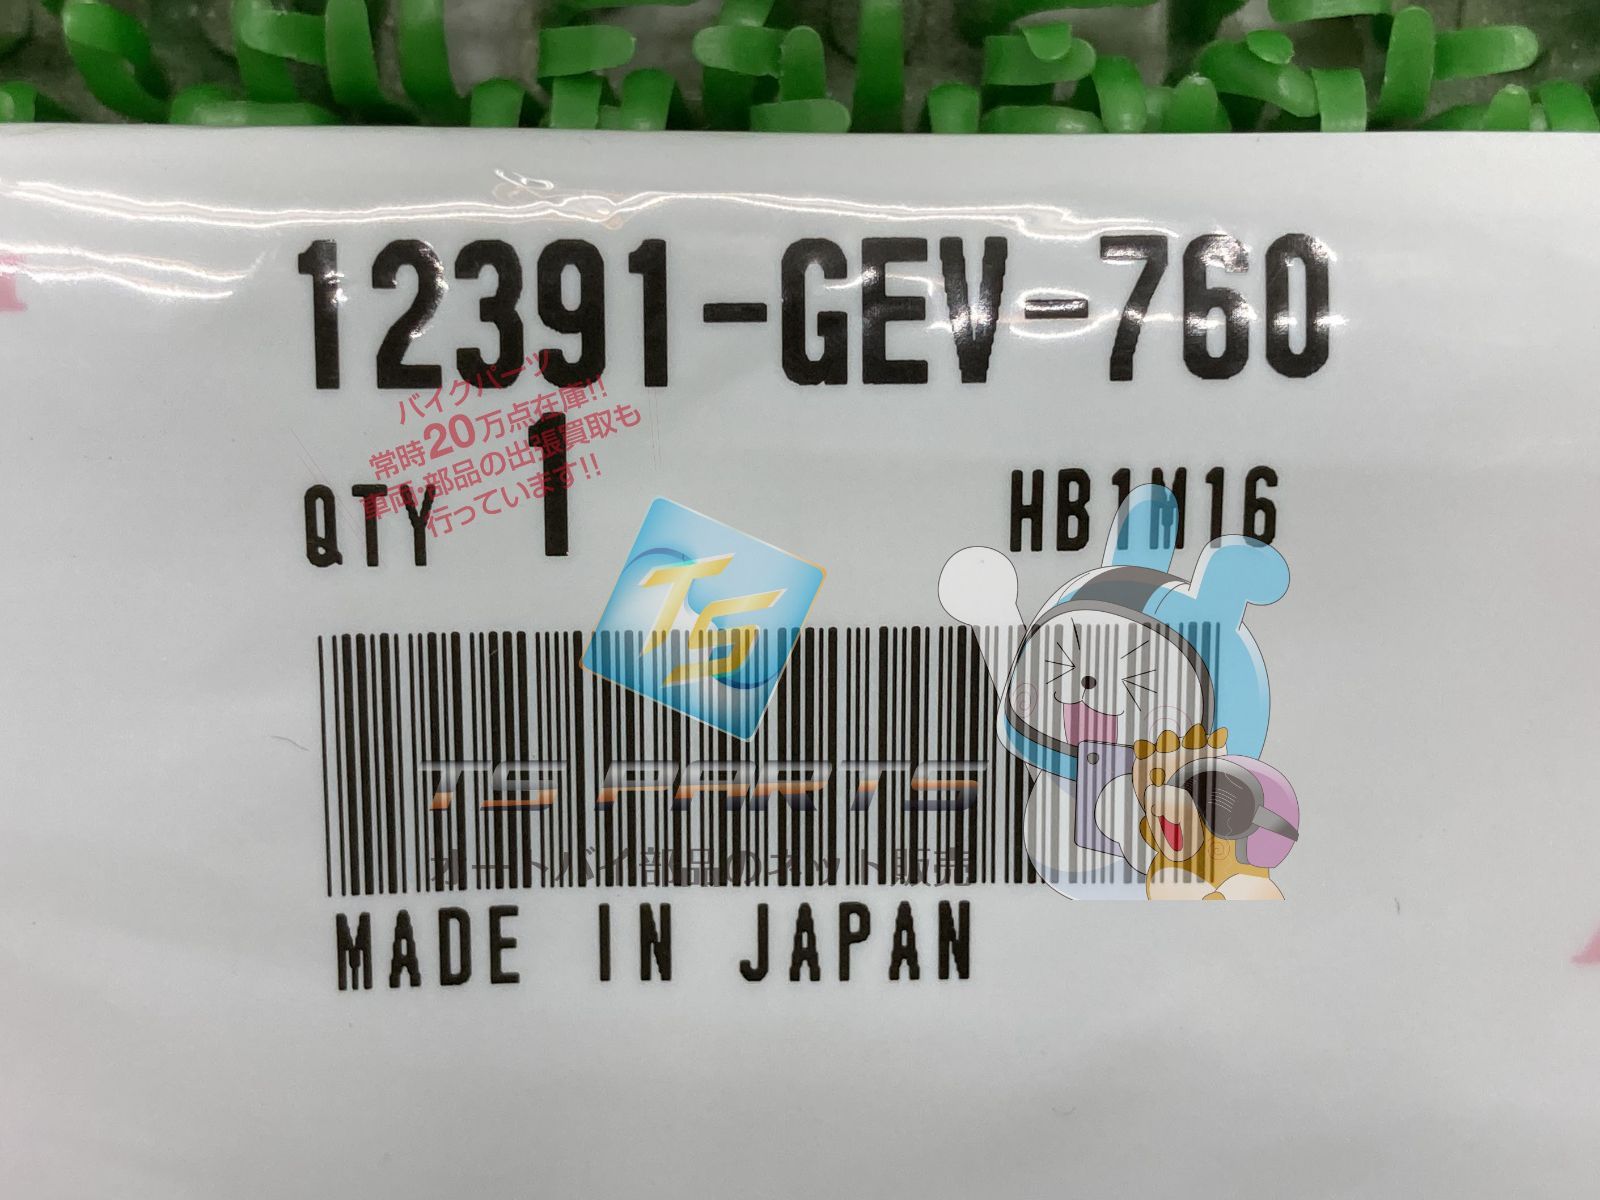 12391-GEV-760
バイクパーツ
常時20万点在庫!!
車両・部品の出張買取も
行っています!!
QTY 1
HB1M16
TS
TS PARTS
オートバイ部品のネット販売
MADE IN JAPAN